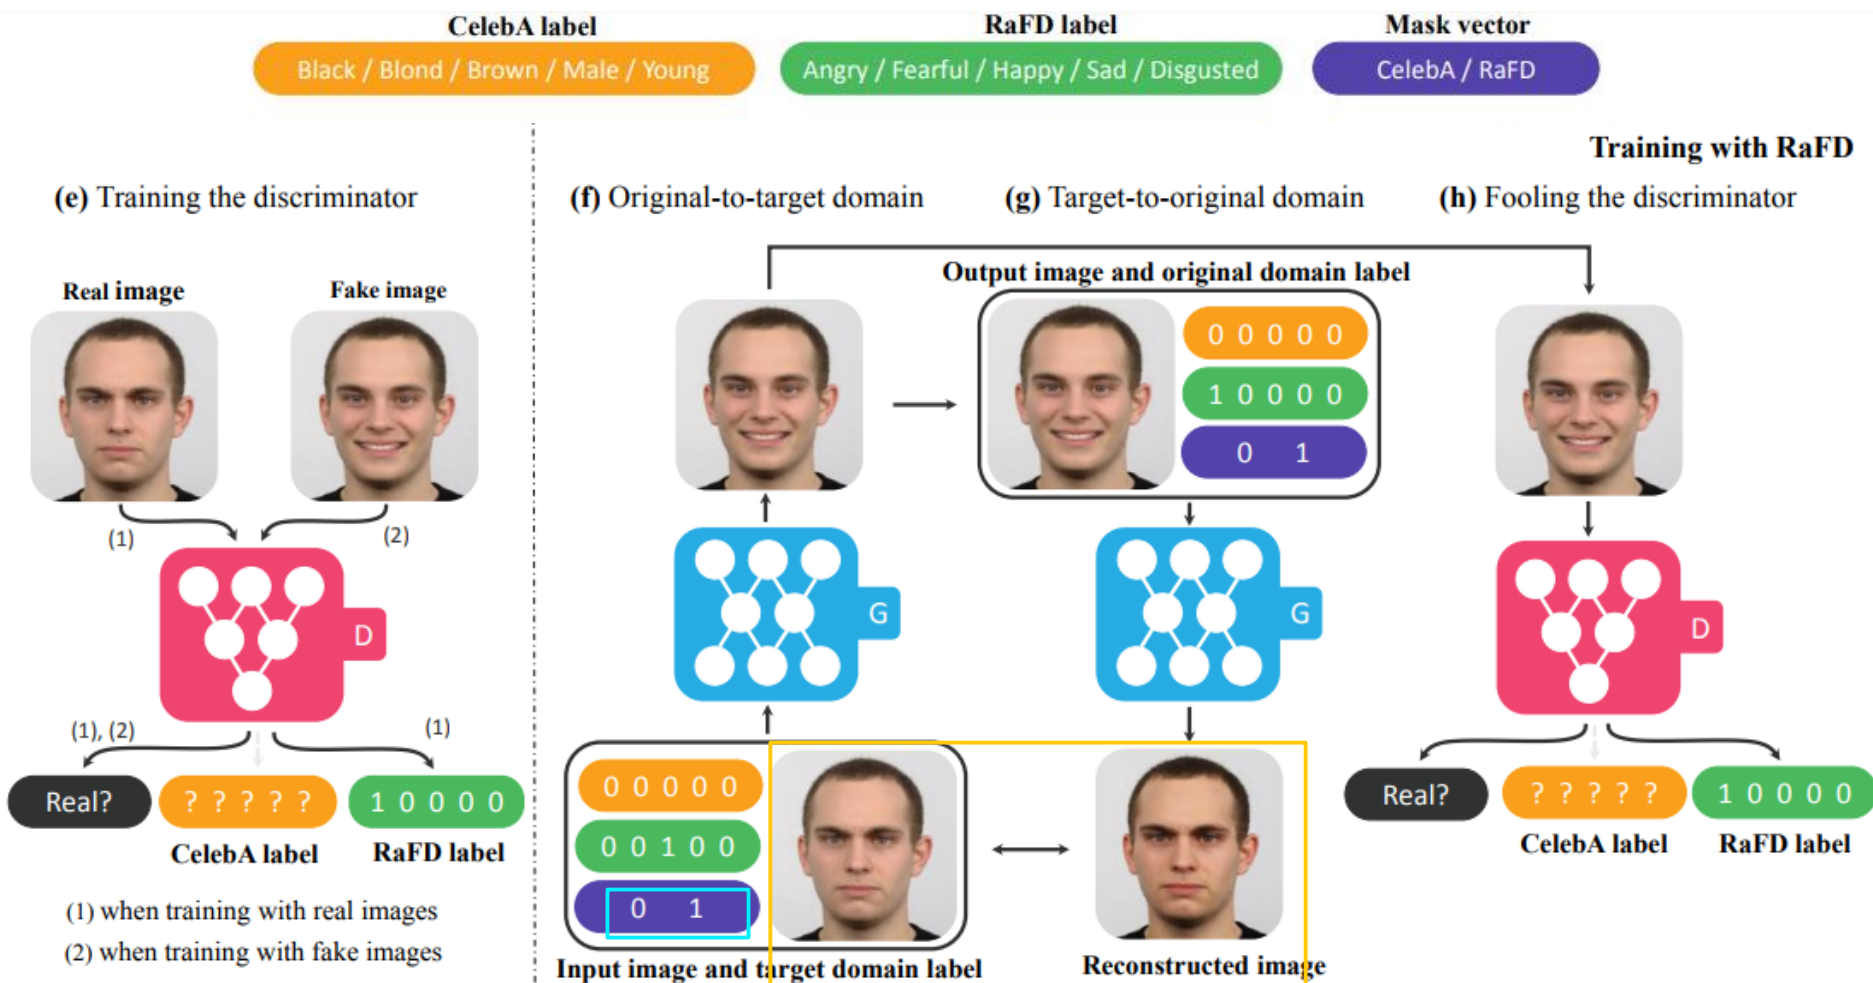 CelebA label
RaFD label
Mask vector
Black / Blond / Brown / Male / Young
Angry / Fearful / Happy / Sad / Disgusted
CelebA / RaFD
Training with RaFD
(e) Training the discriminator
(f) Original-to-target domain
(g) Target-to-original domain
(h) Fooling the discriminator
Real image
Fake image
(1)
(2)
D
(1), (2)
(1)
Real?
? ? ? ? ?
1 0 0 0 0
CelebA label
RaFD label
(1) when training with real images
(2) when training with fake images
Output image and original domain label
0 0 0 0 0
1 0 0 0 0
0 1
G
G
0 0 0 0 0
0 0 1 0 0
0 1
Input image and target domain label
Reconstructed image
D
Real?
? ? ? ? ?
1 0 0 0 0
CelebA label
RaFD label